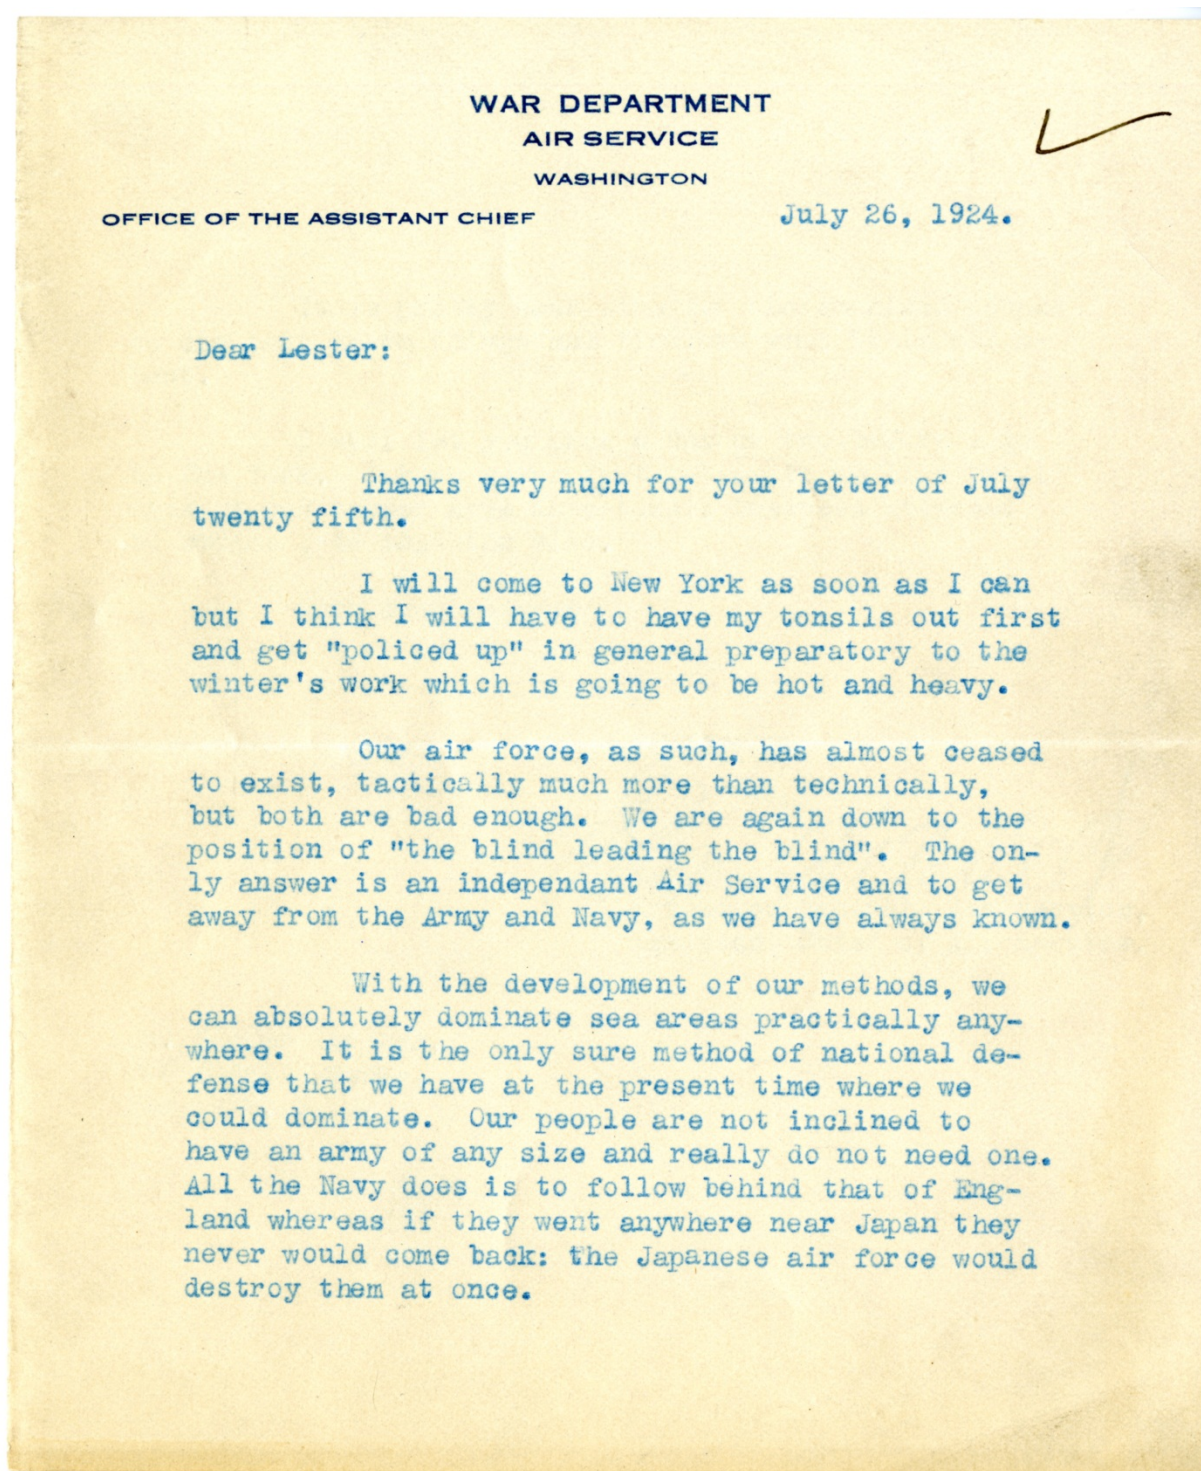 WAR DEPARTMENT
AIR SERVICE
WASHINGTON
OFFICE OF THE ASSISTANT CHIEF
July 26, 1924.
Dear Lester:
Thanks very much for your letter of July
twenty fifth.
I will come to New York as soon as I can
but I think I will have to have my tonsils out first
and get "policed up" in general preparatory to the
winter's work which is going to be hot and heavy.
Our air force, as such, has almost ceased
to exist, tactically much more than technically,
but both are bad enough. We are again down to the
position of "the blind leading the blind". The on-
ly answer is an independant Air Service and to get
away from the Army and Navy, as we have always known.
With the development of our methods, we
can absolutely dominate sea areas practically any-
where. It is the only sure method of national de-
fense that we have at the present time where we
could dominate. Our people are not inclined to
have an army of any size and really do not need one.
All the Navy does is to follow behind that of Eng-
land whereas if they went anywhere near Japan they
never would come back: the Japanese air force would
destroy them at once.